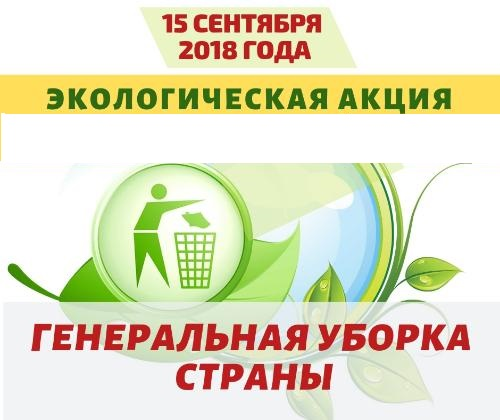 15 СЕНТЯБРЯ
2018 ГОДА
ЭКОЛОГИЧЕСКАЯ АКЦИЯ
ГЕНЕРАЛЬНАЯ УБОРКА
СТРАНЫ